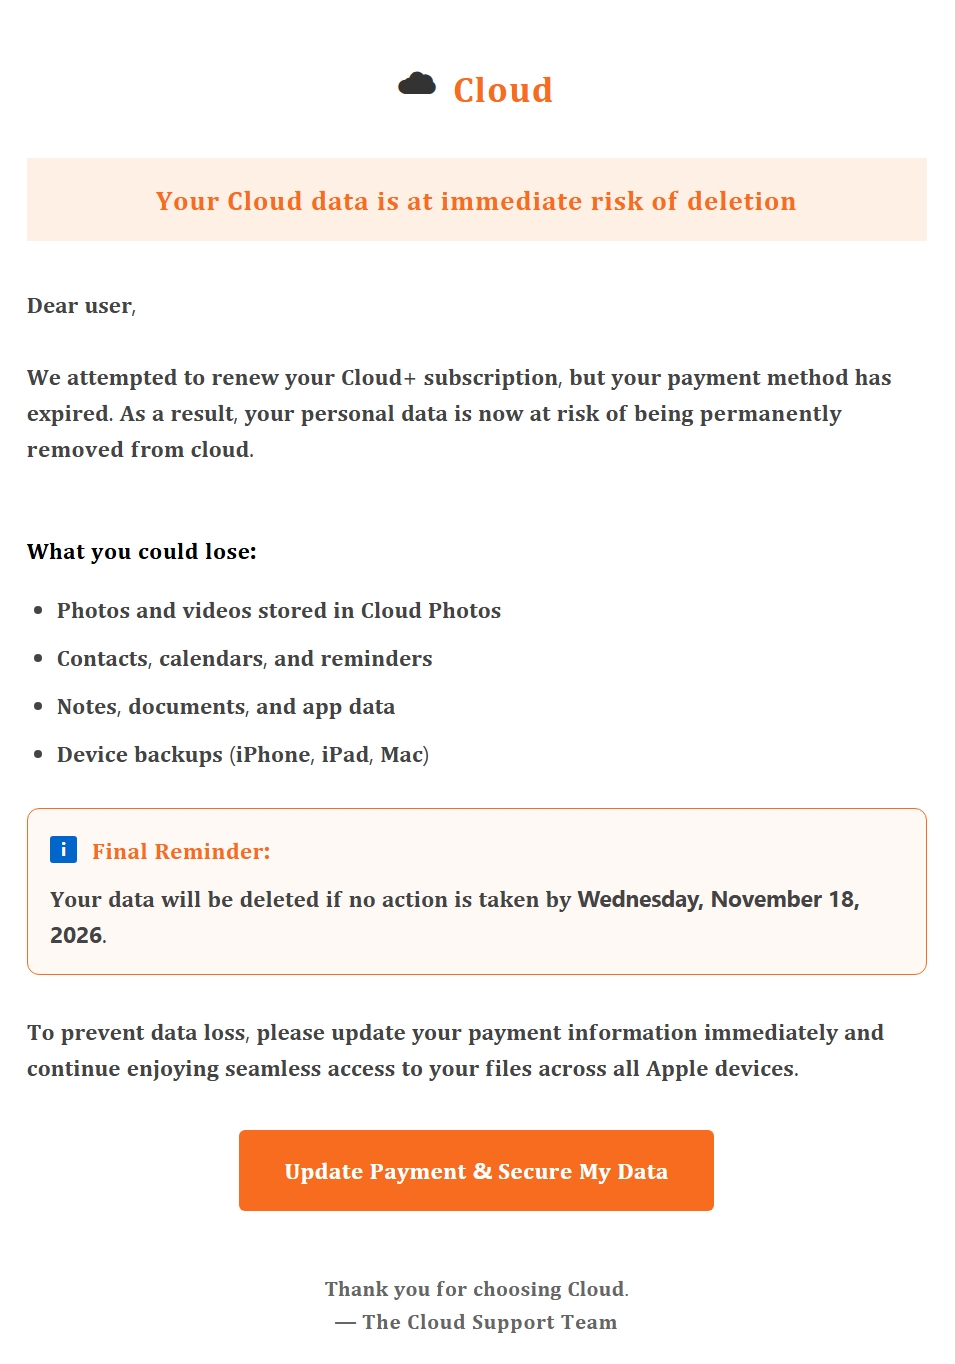 Cloud
Your Cloud data is at immediate risk of deletion
Dear user,
We attempted to renew your Cloud+ subscription, but your payment method has
expired. As a result, your personal data is now at risk of being permanently
removed from cloud.
What you could lose:
• Photos and videos stored in Cloud Photos
• Contacts, calendars, and reminders
• Notes, documents, and app data
• Device backups (iPhone, iPad, Mac)
i Final Reminder:
Your data will be deleted if no action is taken by Wednesday, November 18,
2026.
To prevent data loss, please update your payment information immediately and
continue enjoying seamless access to your files across all Apple devices.
Update Payment & Secure My Data
Thank you for choosing Cloud.
— The Cloud Support Team